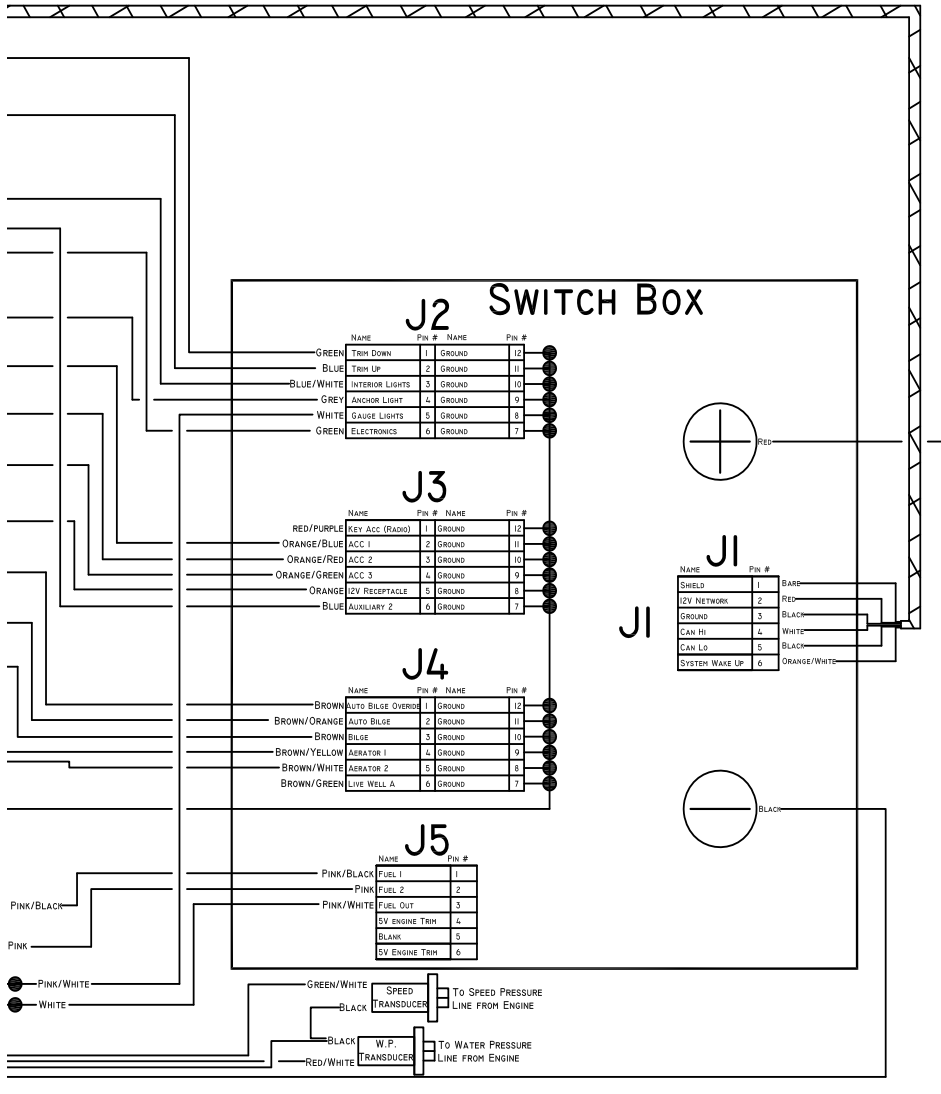 SWITCH BOX
J2
NAME PIN # NAME PIN #
GREEN TRIM DOWN 1 GROUND 12
BLUE TRIM UP 2 GROUND 11
BLUE/WHITE INTERIOR LIGHTS 3 GROUND 10
GREY ANCHOR LIGHT 4 GROUND 9
WHITE GAUGE LIGHTS 5 GROUND 8
GREEN ELECTRONICS 6 GROUND 7
RED
J3
NAME PIN # NAME PIN #
RED/PURPLE KEY ACC (RADIO) 1 GROUND 12
ORANGE/BLUE ACC 1 2 GROUND 11
ORANGE/RED ACC 2 3 GROUND 10
ORANGE/GREEN ACC 3 4 GROUND 9
ORANGE 12V RECEPTACLE 5 GROUND 8
BLUE AUXILIARY 2 6 GROUND 7
J1
NAME PIN #
SHIELD 1 BARE
12V NETWORK 2 RED
GROUND 3 BLACK
CAN HI 4 WHITE
CAN LO 5 BLACK
SYSTEM WAKE UP 6 ORANGE/WHITE
J1
J4
NAME PIN # NAME PIN #
BROWN AUTO BILGE OVERIDE 1 GROUND 12
BROWN/ORANGE AUTO BILGE 2 GROUND 11
BROWN BILGE 3 GROUND 10
BROWN/YELLOW AERATOR 1 4 GROUND 9
BROWN/WHITE AERATOR 2 5 GROUND 8
BROWN/GREEN LIVE WELL A 6 GROUND 7
BLACK
J5
NAME PIN #
PINK/BLACK FUEL 1 1
PINK FUEL 2 2
PINK/WHITE FUEL OUT 3
5V ENGINE TRIM 4
BLANK 5
5V ENGINE TRIM 6
PINK/BLACK
PINK
PINK/WHITE
WHITE
GREEN/WHITE
BLACK
SPEED
TRANSDUCER
TO SPEED PRESSURE
LINE FROM ENGINE
BLACK
RED/WHITE
W.P.
TRANSDUCER
TO WATER PRESSURE
LINE FROM ENGINE